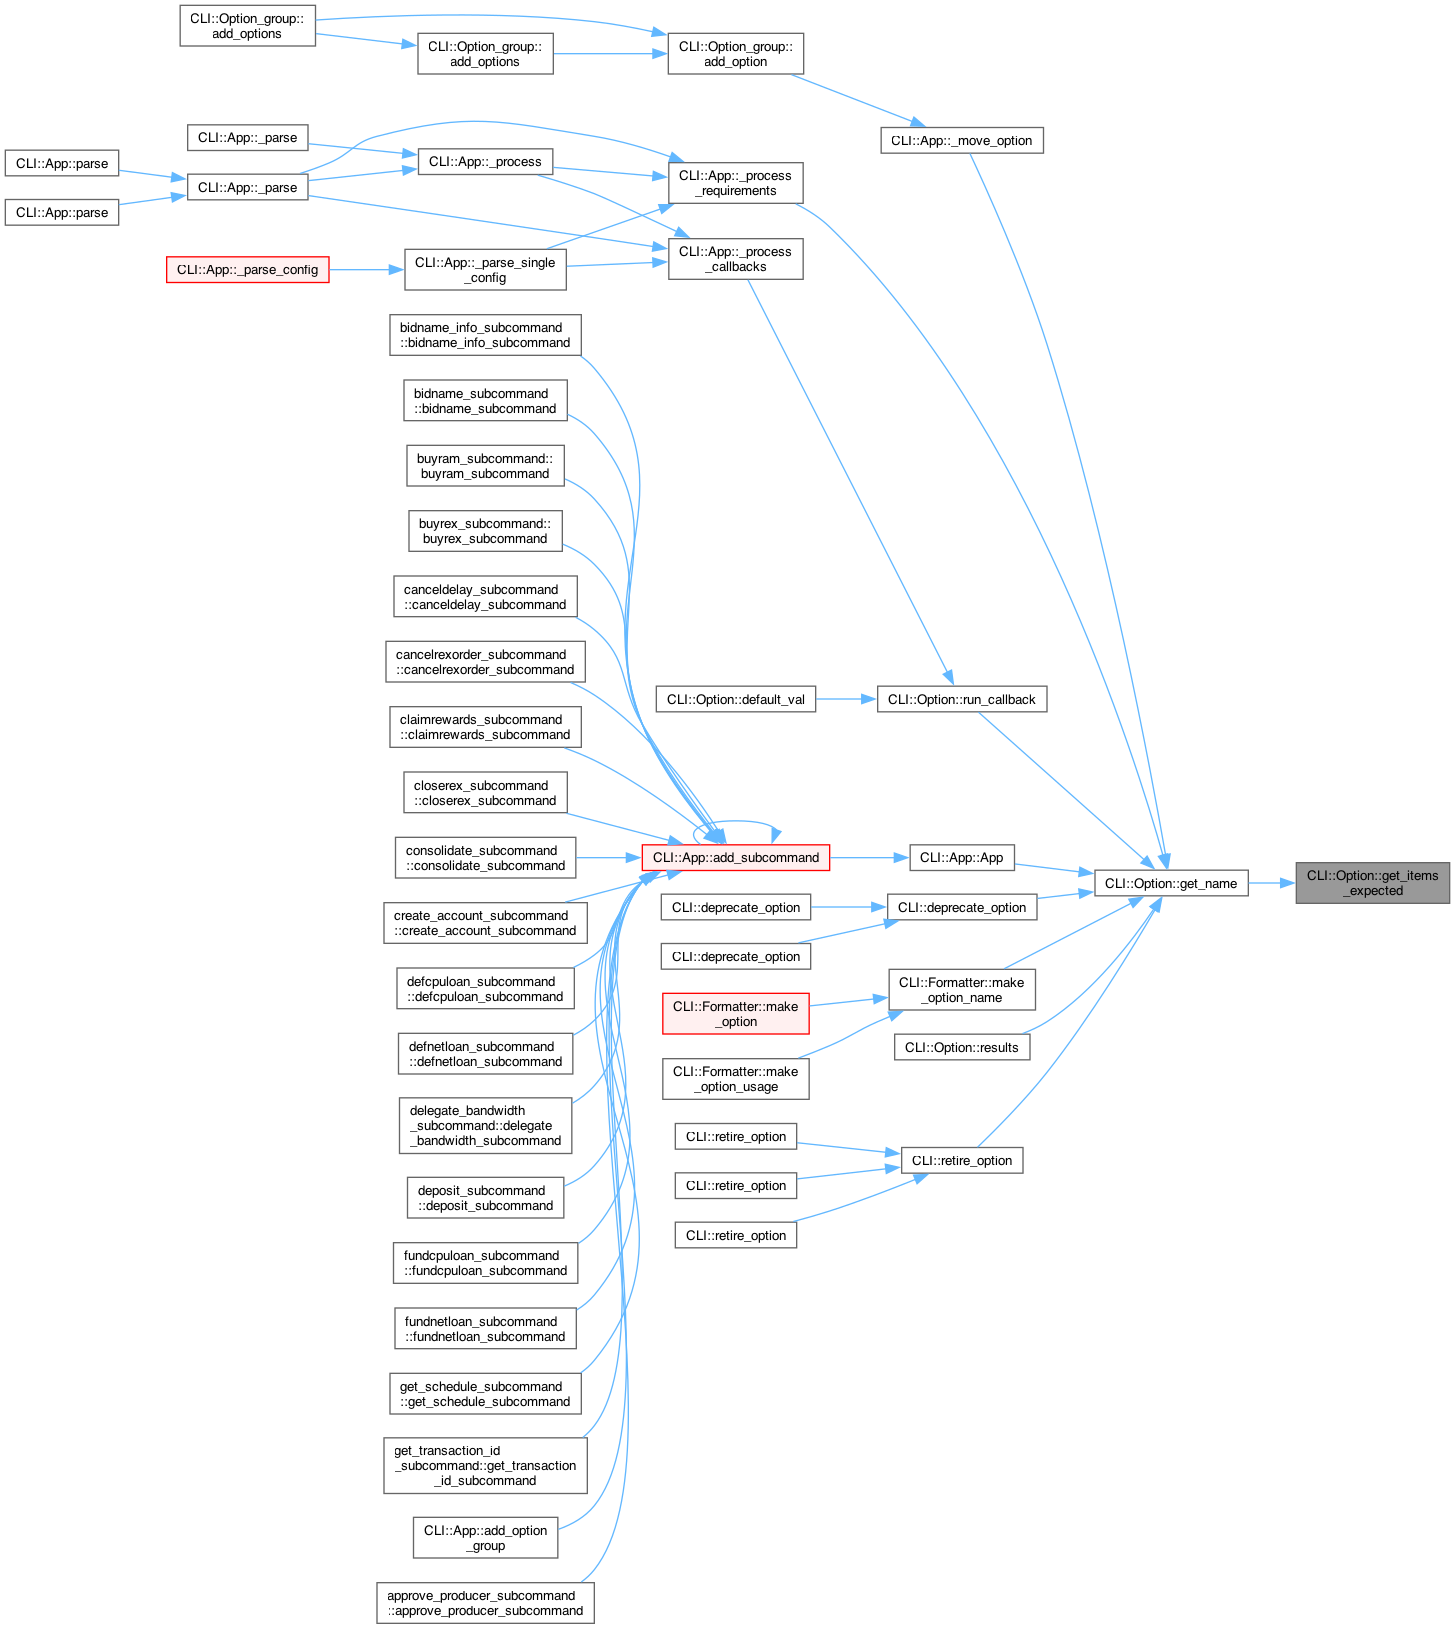 CLI::Option_group::
add_options
CLI::Option_group::
add_options
CLI::Option_group::
add_option
CLI::App::_move_option
CLI::App::_parse
CLI::App::_process
CLI::App::parse
CLI::App::_parse
CLI::App::parse
CLI::App::_process
_requirements
CLI::App::_process
_callbacks
CLI::App::_parse_config
CLI::App::_parse_single
_config
bidname_info_subcommand
::bidname_info_subcommand
bidname_subcommand
::bidname_subcommand
buyram_subcommand::
buyram_subcommand
buyrex_subcommand::
buyrex_subcommand
canceldelay_subcommand
::canceldelay_subcommand
cancelrexorder_subcommand
::cancelrexorder_subcommand
claimrewards_subcommand
::claimrewards_subcommand
closerex_subcommand
::closerex_subcommand
consolidate_subcommand
::consolidate_subcommand
create_account_subcommand
::create_account_subcommand
defcpuloan_subcommand
::defcpuloan_subcommand
defnetloan_subcommand
::defnetloan_subcommand
delegate_bandwidth
_subcommand::delegate
_bandwidth_subcommand
deposit_subcommand
::deposit_subcommand
fundcpuloan_subcommand
::fundcpuloan_subcommand
fundnetloan_subcommand
::fundnetloan_subcommand
get_schedule_subcommand
::get_schedule_subcommand
get_transaction_id
_subcommand::get_transaction
_id_subcommand
CLI::App::add_option
_group
approve_producer_subcommand
::approve_producer_subcommand
CLI::Option::default_val
CLI::Option::run_callback
CLI::App::add_subcommand
CLI::App::App
CLI::deprecate_option
CLI::deprecate_option
CLI::deprecate_option
CLI::Formatter::make
_option
CLI::Formatter::make
_option_name
CLI::Option::results
CLI::Formatter::make
_option_usage
CLI::retire_option
CLI::retire_option
CLI::retire_option
CLI::retire_option
CLI::Option::get_name
CLI::Option::get_items
_expected